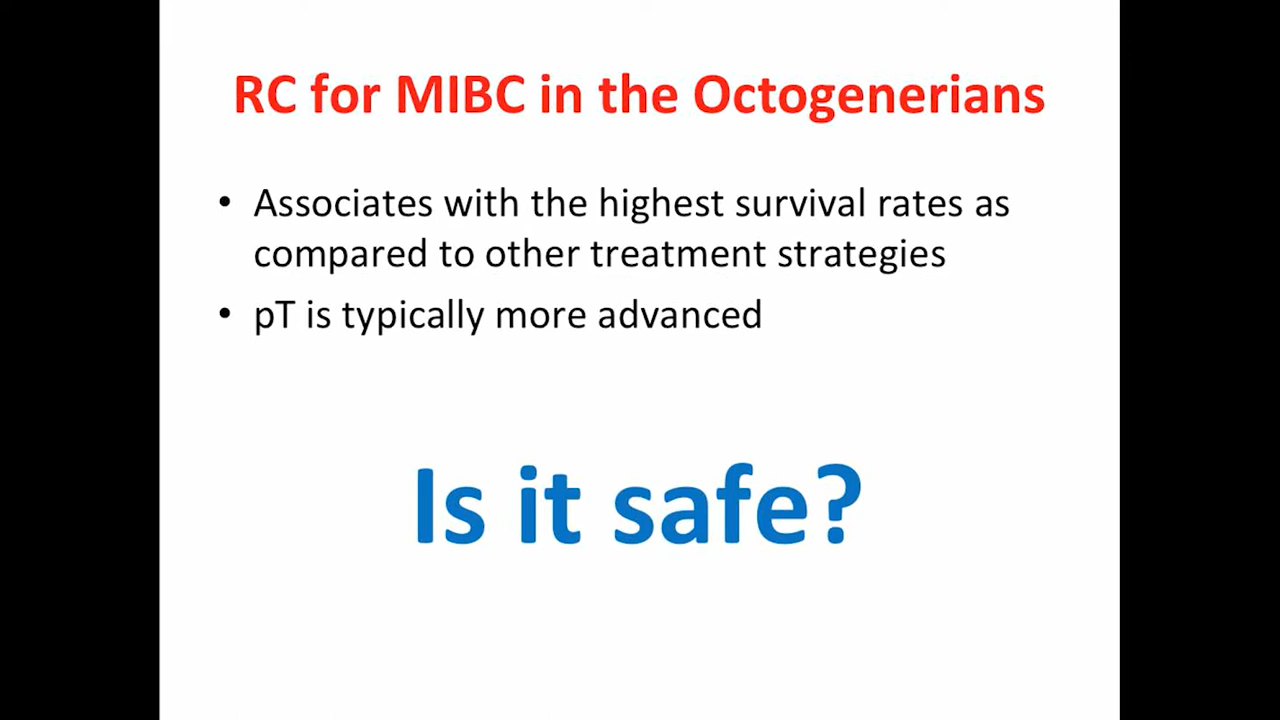 RC for MIBC in the Octogenerians
• Associates with the highest survival rates as
compared to other treatment strategies
• pT is typically more advanced
Is it safe?